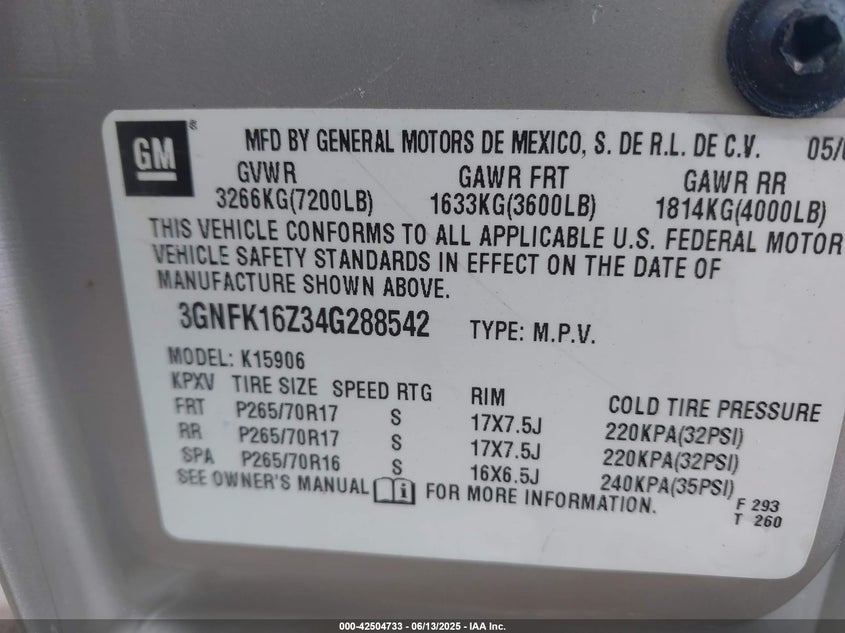 GM ®
MFD BY GENERAL MOTORS DE MEXICO, S. DE R.L. DE C.V. 05/
GVWR GAWR FRT GAWR RR
3266KG(7200LB) 1633KG(3600LB) 1814KG(4000LB)
THIS VEHICLE CONFORMS TO ALL APPLICABLE U.S. FEDERAL MOTOR
VEHICLE SAFETY STANDARDS IN EFFECT ON THE DATE OF
MANUFACTURE SHOWN ABOVE.
3GNFK16Z34G288542 TYPE: M.P.V.
MODEL: K15906
KPXV TIRE SIZE SPEED RTG RIM COLD TIRE PRESSURE
FRT P265/70R17 S 17X7.5J 220KPA(32PSI)
RR P265/70R17 S 17X7.5J 220KPA(32PSI)
SPA P265/70R16 S 16X6.5J 240KPA(35PSI)
SEE OWNER'S MANUAL FOR MORE INFORMATION.
F 293
T 260
000-42504733 - 06/13/2025 - IAA Inc.